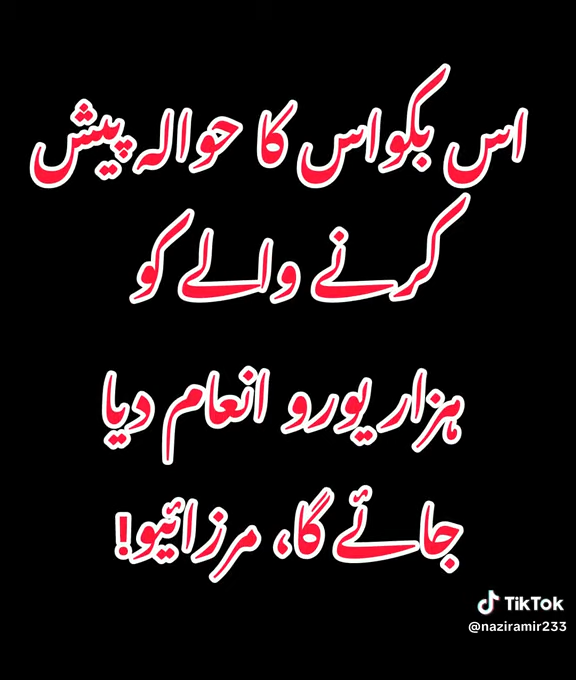 اس بکواس کا حوالہ پیش
کرنے والے کو
ہزار یورو انعام دیا
جائے گا، مرزائیو!
TikTok
@naziramir233